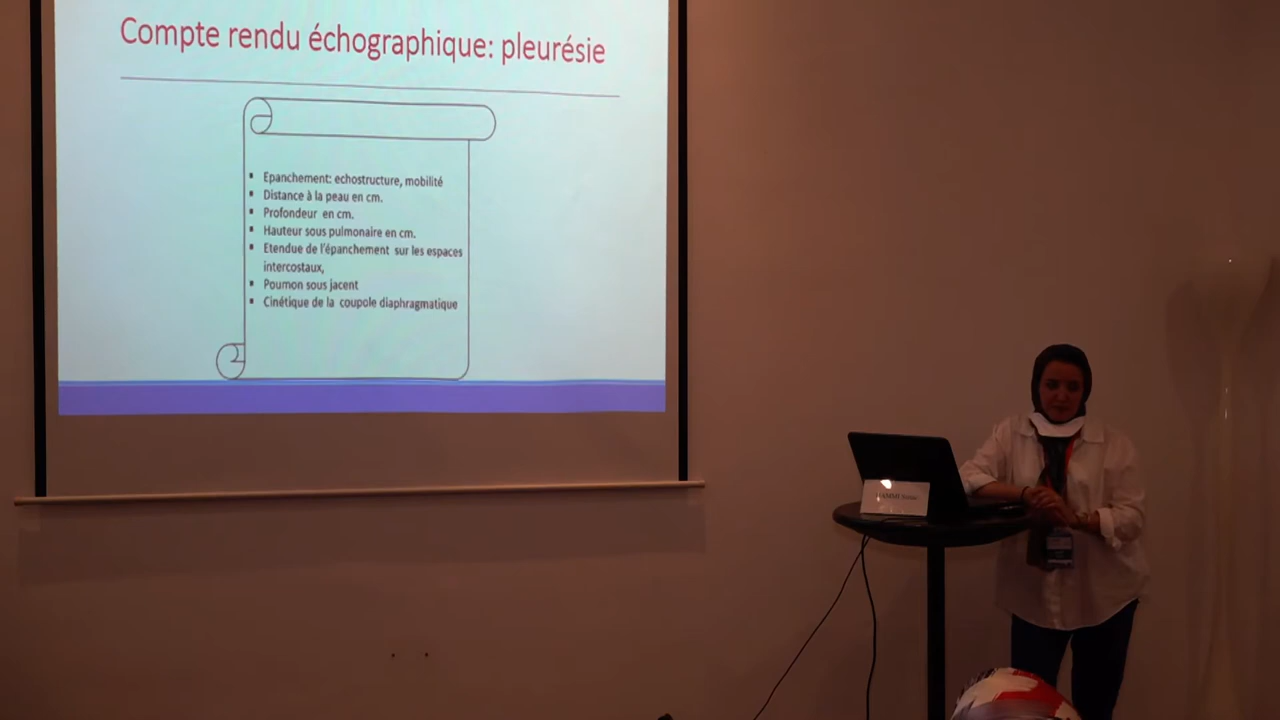 Compte rendu échographique: pleurésie
▪ Epanchement: echostructure, mobilité
▪ Distance à la peau en cm.
▪ Profondeur en cm.
▪ Hauteur sous pulmonaire en cm.
▪ Etendue de l'épanchement sur les espaces
intercostaux,
▪ Poumon sous jacent
▪ Cinétique de la coupole diaphragmatique